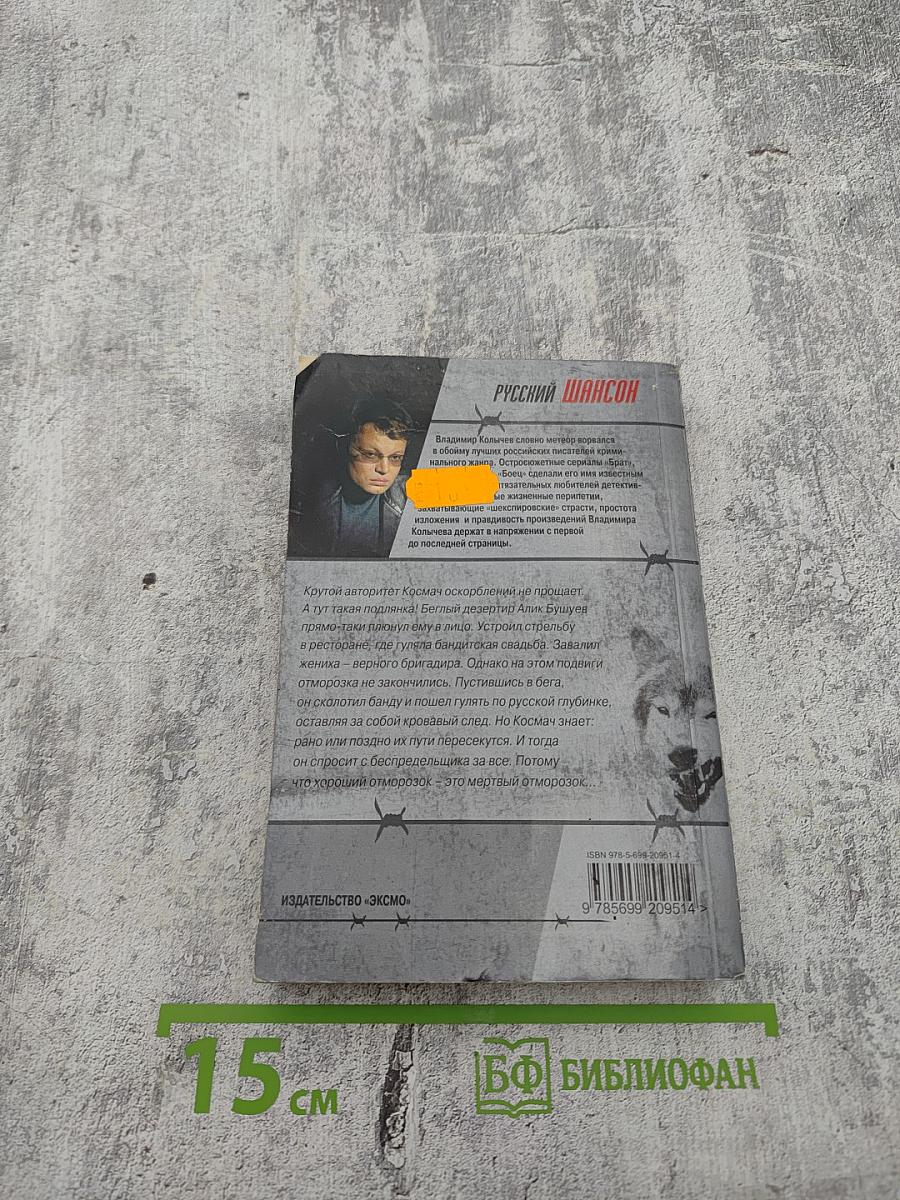 РУССКИЙ ШАНСОН
Владимир Колычев словно метеор ворвался
в обойму лучших российских писателей крими-
нального жанра. Остросюжетные сериалы «Брат»,
«Боец» сделали его имя известным
любителей детектив-
жизненные перипетии,
захватывающие «шекспировские» страсти, простота
изложения и правдивость произведений Владимира
Колычева держат в напряжении с первой
до последней страницы.
Крутой авторитет Космач оскорблений не прощает.
А тут такая подлянка! Беглый дезертир Алик Бушуев
прямо-таки плюнул ему в лицо. Устроил стрельбу
в ресторане, где гуляла бандитская свадьба. Завалил
жениха – верного бригадира. Однако на этом подвиги
отморозка не закончились. Пустившись в бега,
он сколотил банду и пошел гулять по русской глубинке,
оставляя за собой кровавый след. Но Космач знает:
рано или поздно их пути пересекутся. И тогда
он спросит с беспредельщика за все. Потому
что хороший отморозок – это мертвый отморозок...
ISBN 978-5-699-20951-4
9 785699 209514 >
ИЗДАТЕЛЬСТВО «ЭКСМО»
15 см
БФ БИБЛИОФАН